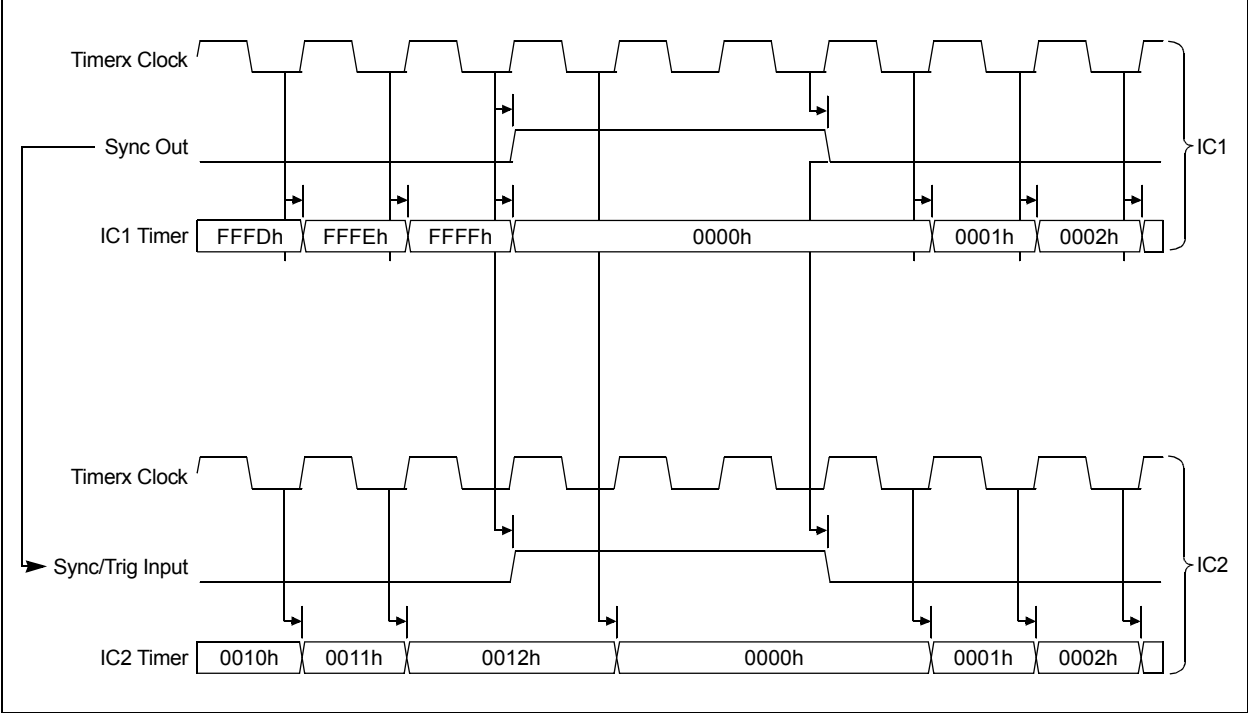 Timerx Clock
Sync Out
IC1
IC1 Timer FFFDh FFFEh FFFFh 0000h 0001h 0002h
Timerx Clock
Sync/Trig Input
IC2
IC2 Timer 0010h 0011h 0012h 0000h 0001h 0002h